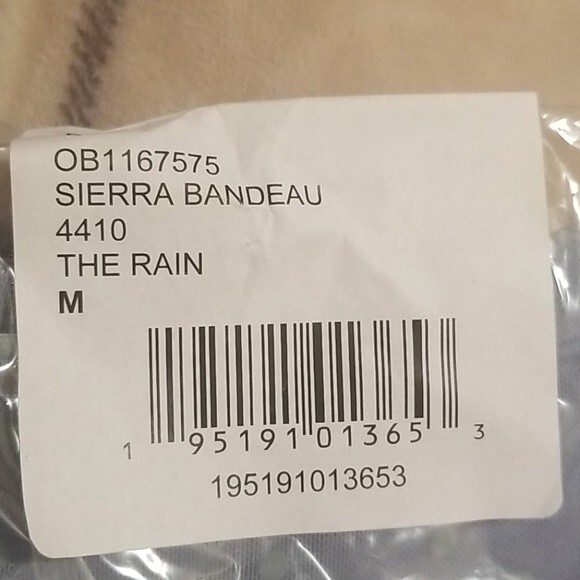 OB1167575
SIERRA BANDEAU
4410
THE RAIN
M
1 95191 01365 3
195191013653